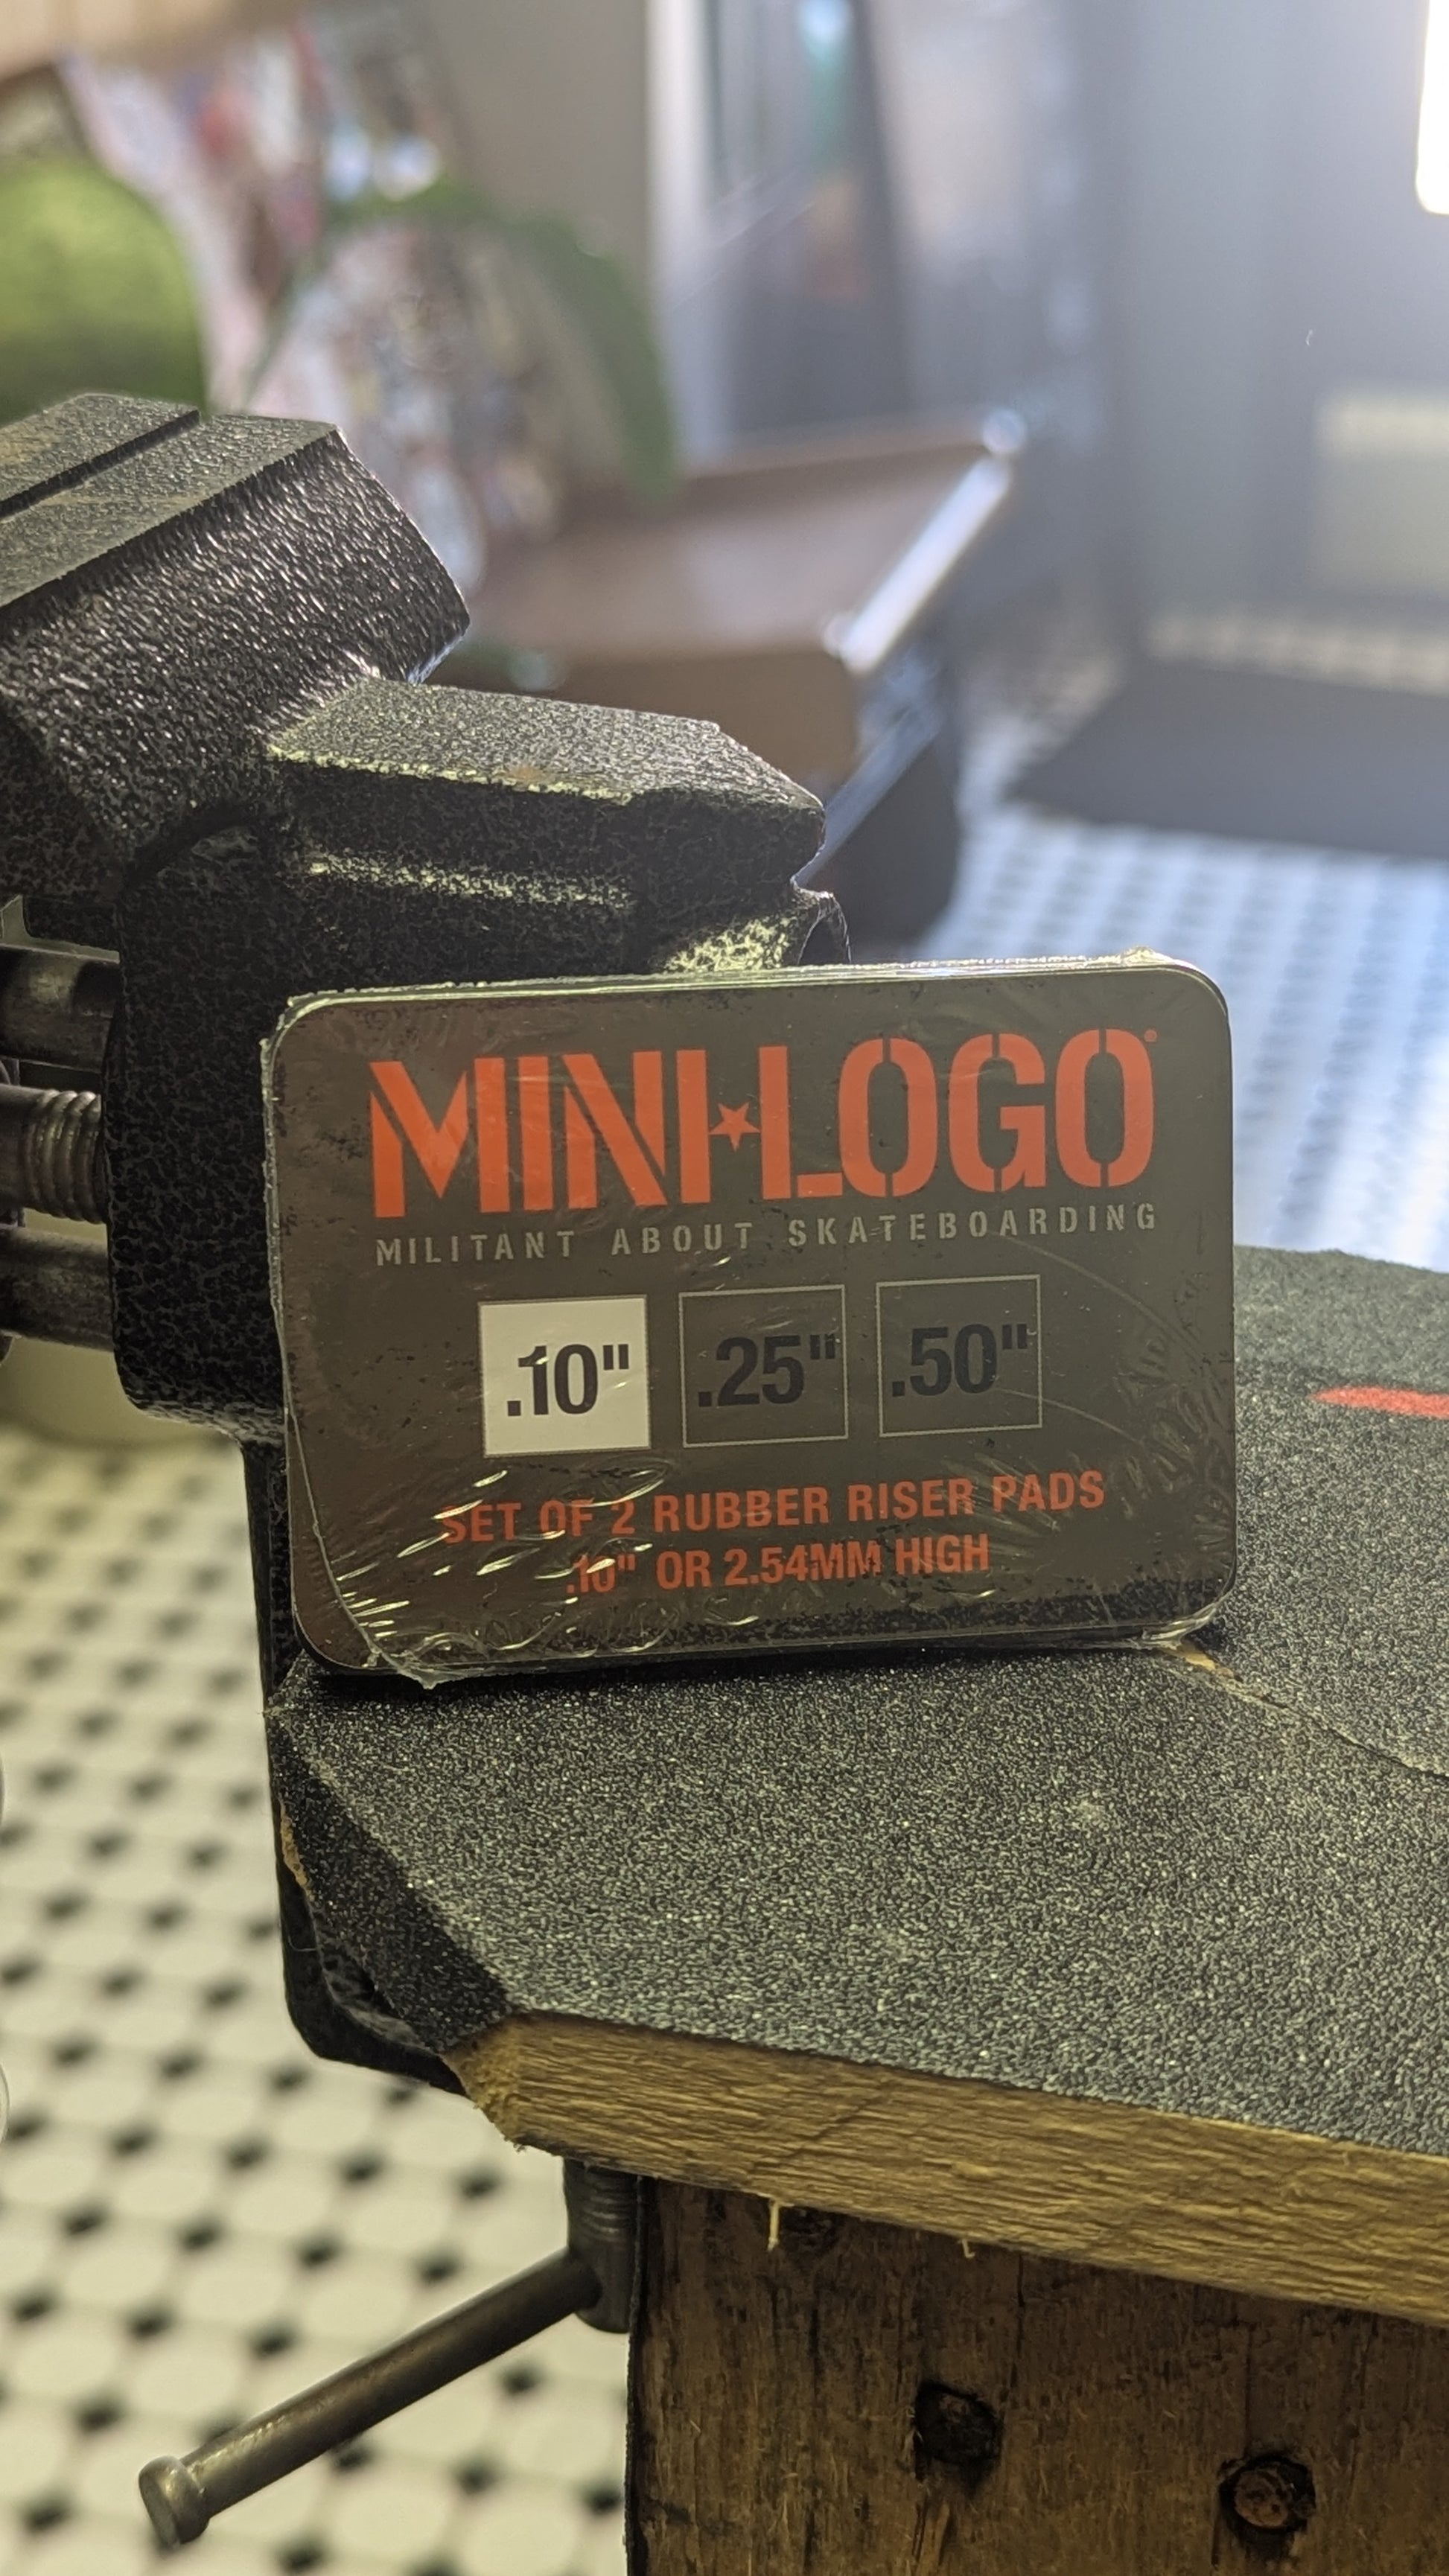 MINI★LOGO®
MILITANT ABOUT SKATEBOARDING
.10" .25" .50"
SET OF 2 RUBBER RISER PADS
.10" OR 2.54MM HIGH